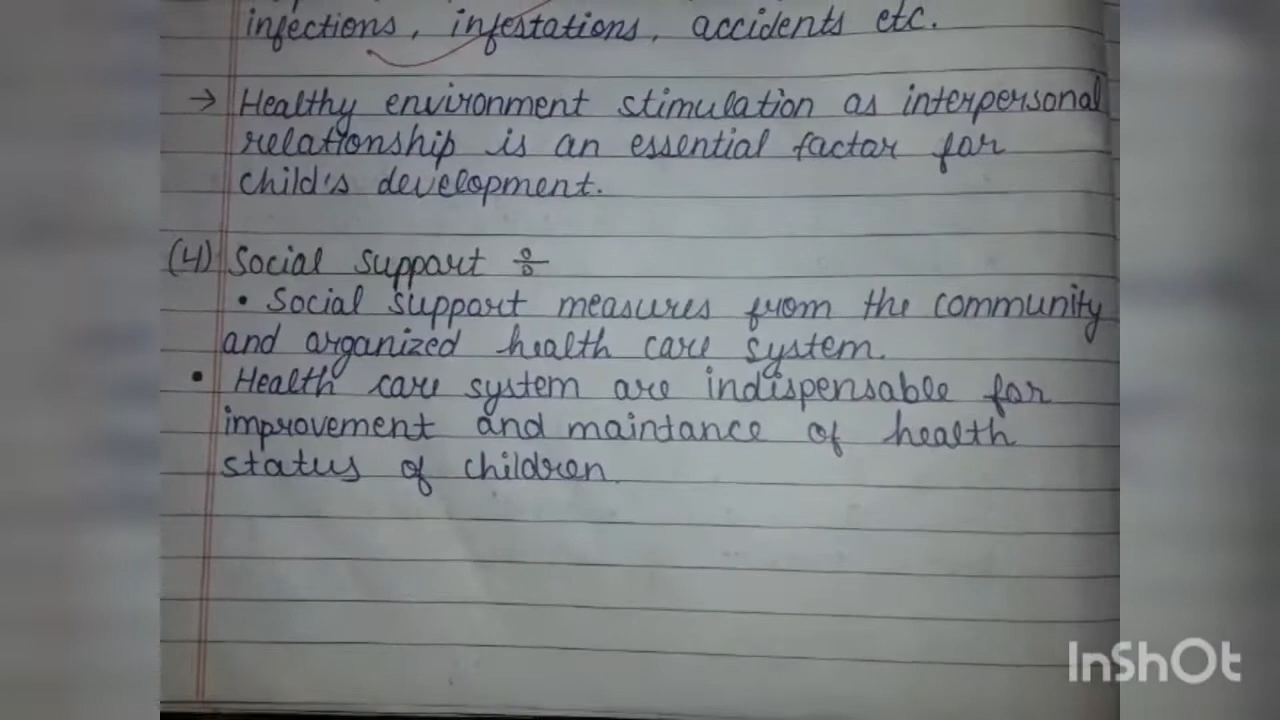 infections, infestations, accidents etc.
→ Healthy environment stimulation as interpersonal
relationship is an essential factor for
child's development.
(4) Social support ÷
• Social support measures from the community
and organized health care system.
• Health care system are indispensable for
improvement and maintance of health
status of children.
InShOt